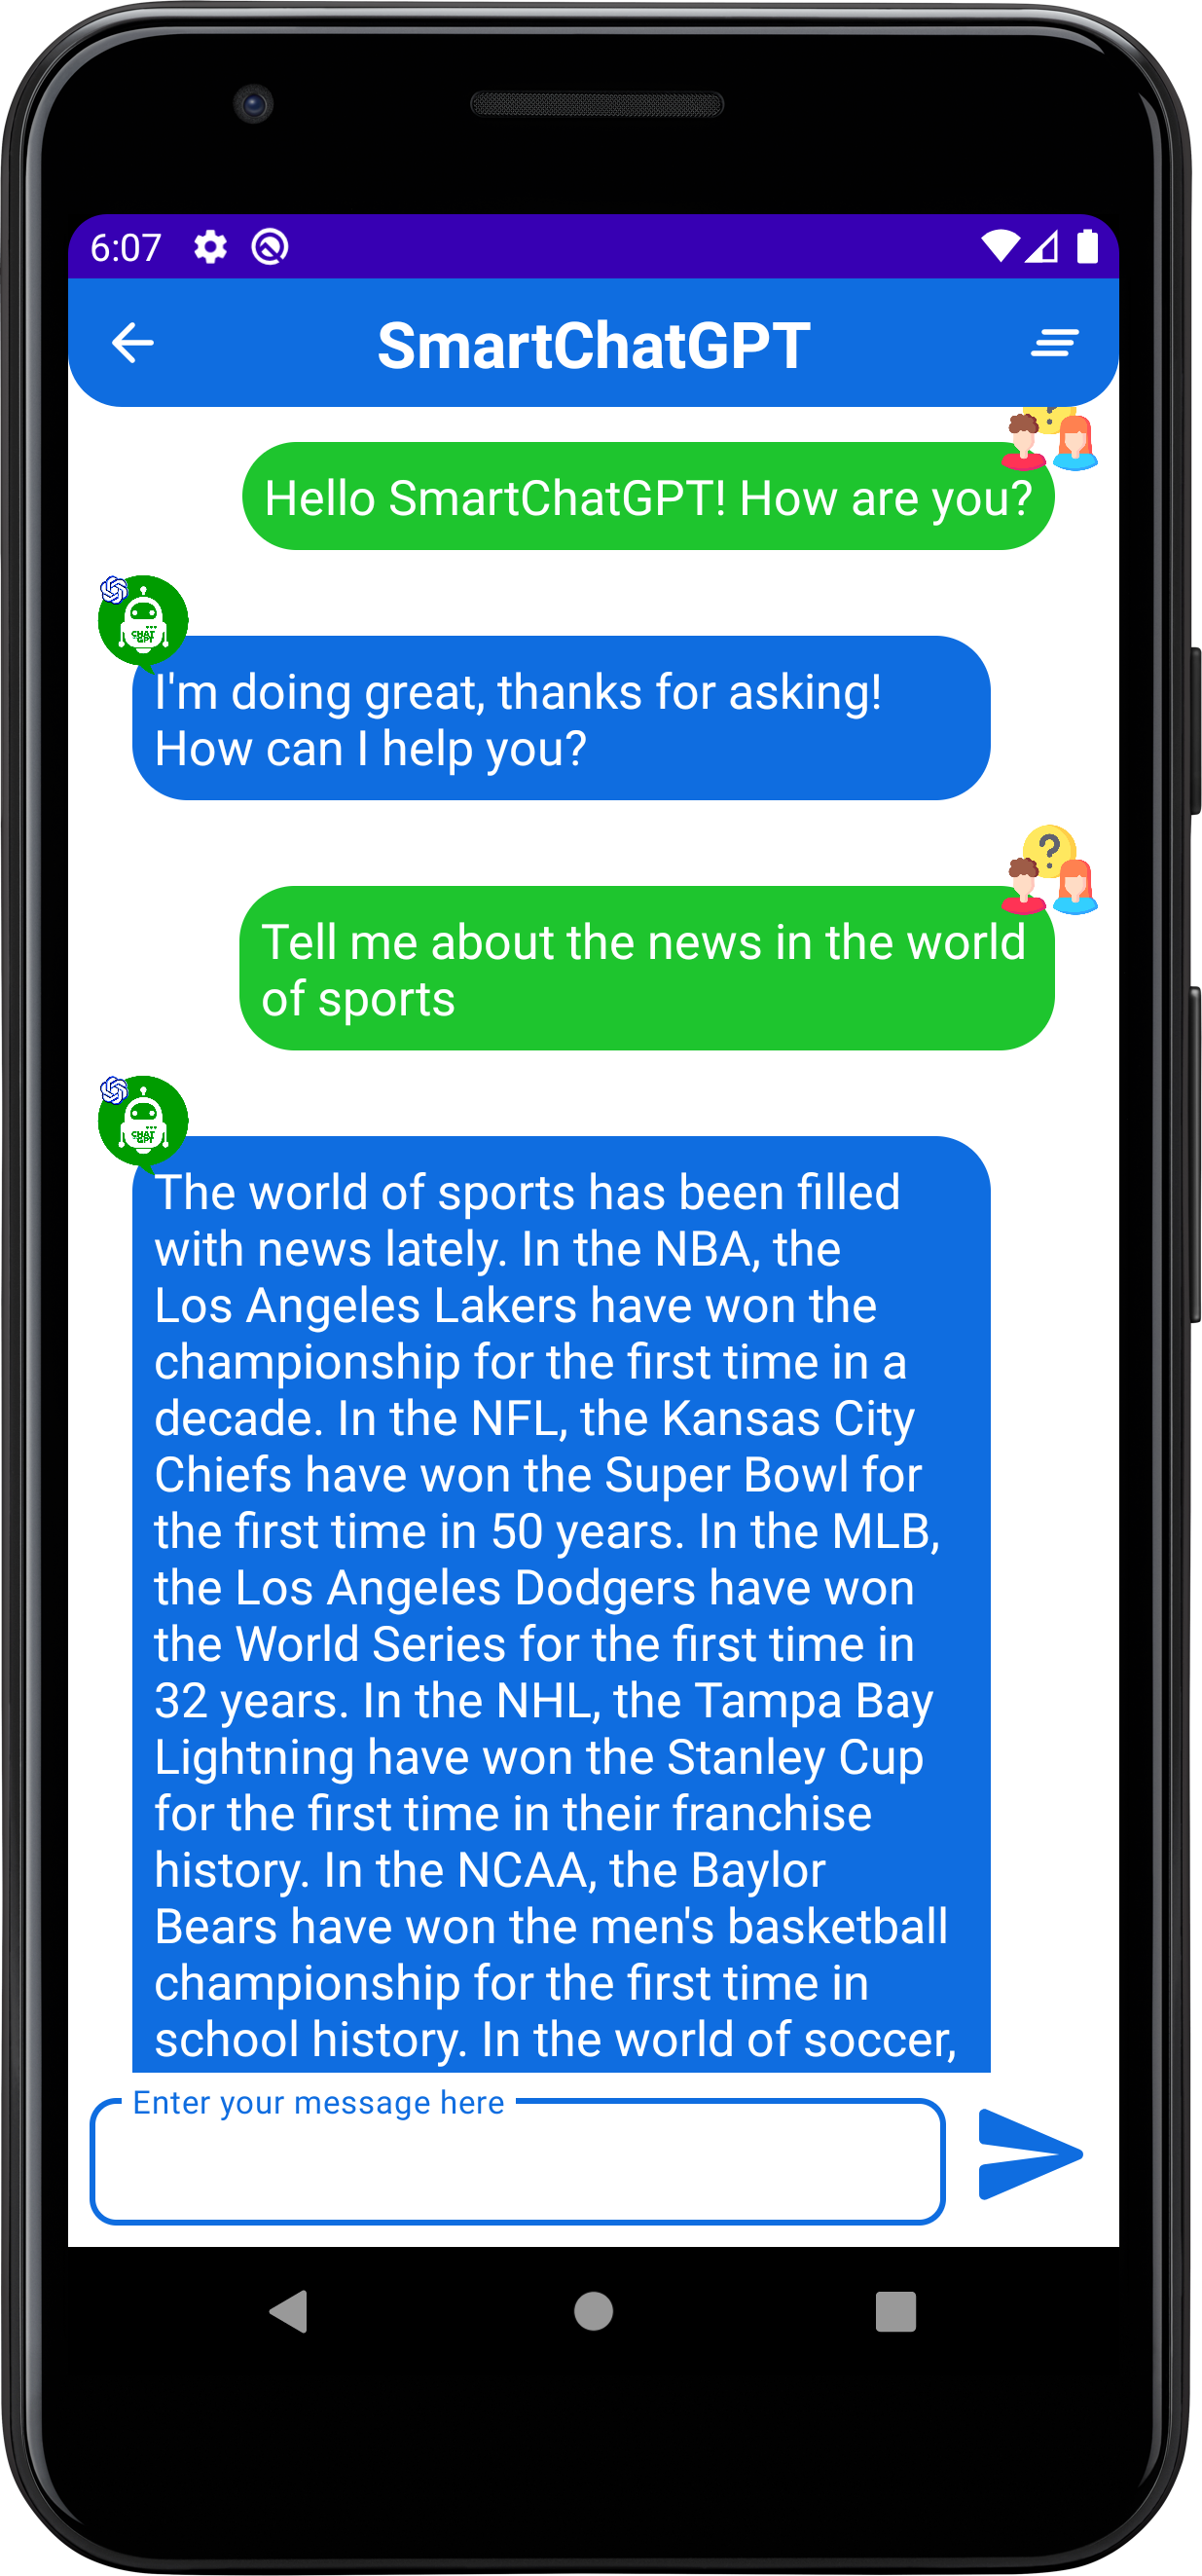 6:07
SmartChatGPT
?
Hello SmartChatGPT! How are you?
CHAT
GPT
I'm doing great, thanks for asking!
How can I help you?
?
Tell me about the news in the world
of sports
CHAT
GPT
The world of sports has been filled
with news lately. In the NBA, the
Los Angeles Lakers have won the
championship for the first time in a
decade. In the NFL, the Kansas City
Chiefs have won the Super Bowl for
the first time in 50 years. In the MLB,
the Los Angeles Dodgers have won
the World Series for the first time in
32 years. In the NHL, the Tampa Bay
Lightning have won the Stanley Cup
for the first time in their franchise
history. In the NCAA, the Baylor
Bears have won the men's basketball
championship for the first time in
school history. In the world of soccer,
Enter your message here